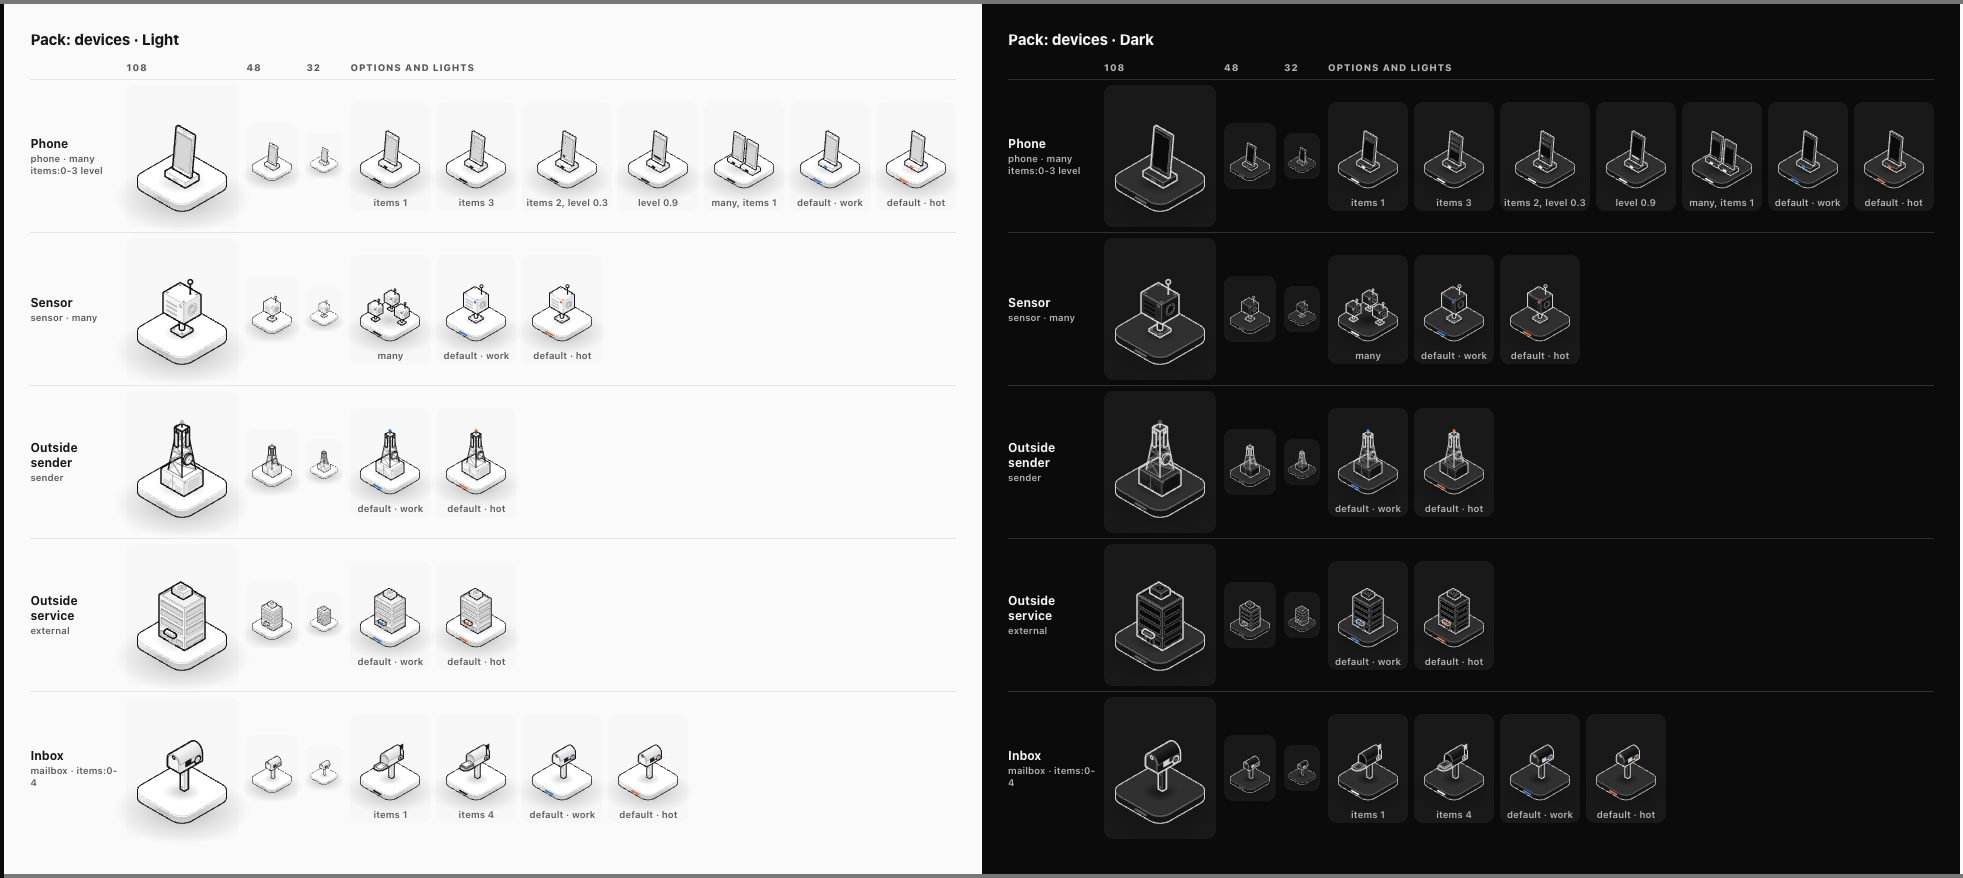 Pack: devices · Light
108 48 32 OPTIONS AND LIGHTS
Phone
phone · many
items:0–3 level
items 1 items 3 items 2, level 0.3 level 0.9 many, items 1 default · work default · hot
Sensor
sensor · many
many default · work default · hot
Outside
sender
sender
default · work default · hot
Outside
service
external
default · work default · hot
Inbox
mailbox · items:0–
4
items 1 items 4 default · work default · hot
Pack: devices · Dark
108 48 32 OPTIONS AND LIGHTS
Phone
phone · many
items:0–3 level
items 1 items 3 items 2, level 0.3 level 0.9 many, items 1 default · work default · hot
Sensor
sensor · many
many default · work default · hot
Outside
sender
sender
default · work default · hot
Outside
service
external
default · work default · hot
Inbox
mailbox · items:0–
4
items 1 items 4 default · work default · hot